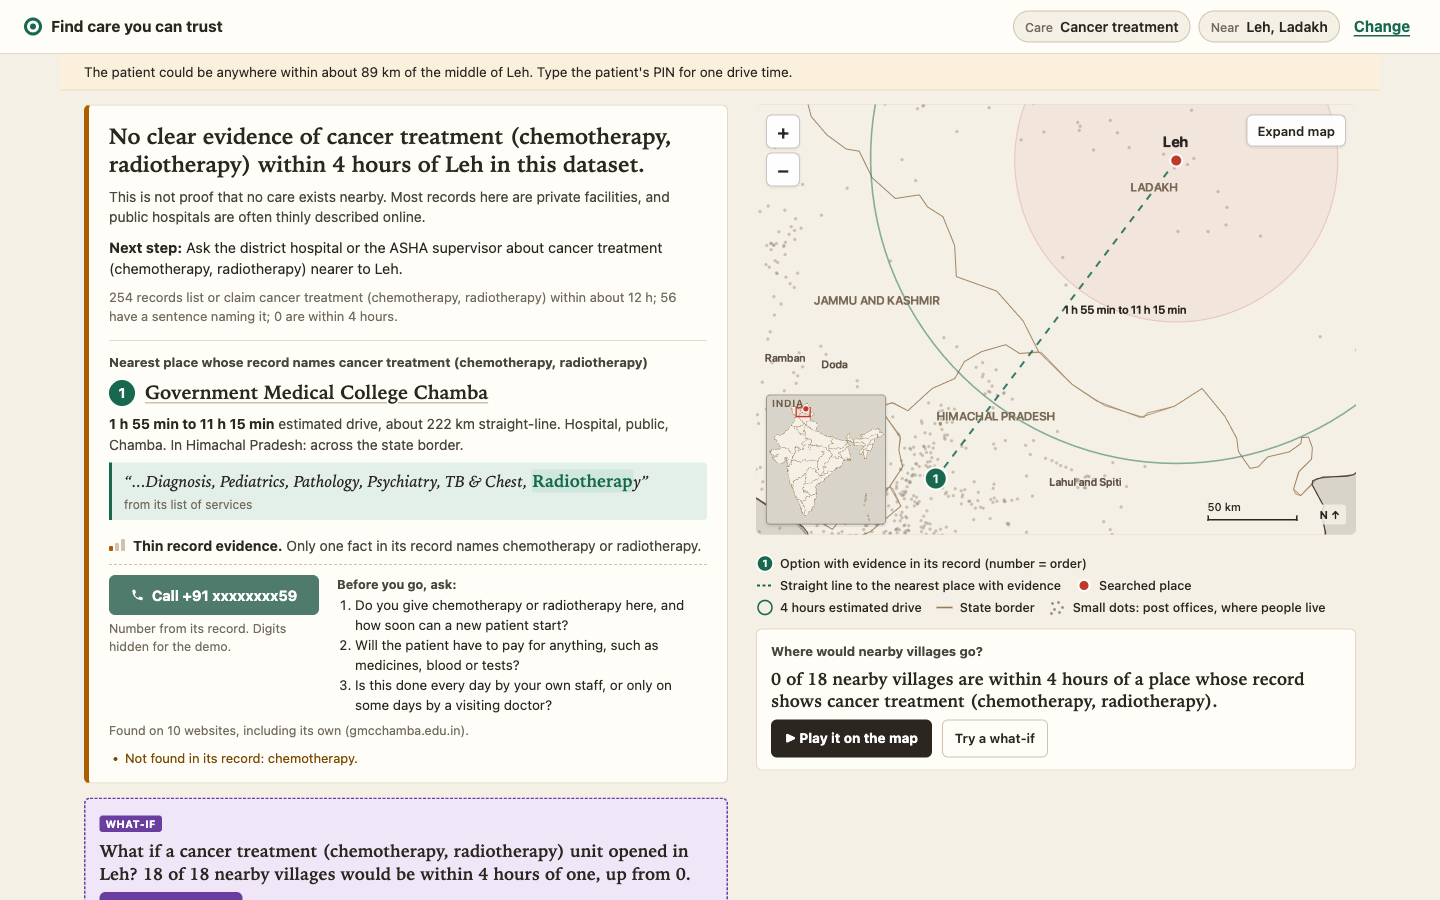 Find care you can trust
Care Cancer treatment
Near Leh, Ladakh
Change
The patient could be anywhere within about 89 km of the middle of Leh. Type the patient's PIN for one drive time.
No clear evidence of cancer treatment (chemotherapy,
radiotherapy) within 4 hours of Leh in this dataset.
This is not proof that no care exists nearby. Most records here are private facilities, and
public hospitals are often thinly described online.
Next step: Ask the district hospital or the ASHA supervisor about cancer treatment
(chemotherapy, radiotherapy) nearer to Leh.
254 records list or claim cancer treatment (chemotherapy, radiotherapy) within about 12 h; 56
have a sentence naming it; 0 are within 4 hours.
Nearest place whose record names cancer treatment (chemotherapy, radiotherapy)
1 Government Medical College Chamba
1 h 55 min to 11 h 15 min estimated drive, about 222 km straight-line. Hospital, public,
Chamba. In Himachal Pradesh: across the state border.
“…Diagnosis, Pediatrics, Pathology, Psychiatry, TB & Chest, Radiotherapy”
from its list of services
Thin record evidence. Only one fact in its record names chemotherapy or radiotherapy.
Call +91 xxxxxxxx59
Number from its record. Digits
hidden for the demo.
Before you go, ask:
1. Do you give chemotherapy or radiotherapy here, and
how soon can a new patient start?
2. Will the patient have to pay for anything, such as
medicines, blood or tests?
3. Is this done every day by your own staff, or only on
some days by a visiting doctor?
Found on 10 websites, including its own (gmcchamba.edu.in).
• Not found in its record: chemotherapy.
WHAT-IF
What if a cancer treatment (chemotherapy, radiotherapy) unit opened in
Leh? 18 of 18 nearby villages would be within 4 hours of one, up from 0.
+
−
Expand map
Leh
LADAKH
JAMMU AND KASHMIR
1 h 55 min to 11 h 15 min
Ramban
Doda
INDIA
HIMACHAL PRADESH
1
Lahul and Spiti
50 km
N ↑
1 Option with evidence in its record (number = order)
Straight line to the nearest place with evidence
Searched place
4 hours estimated drive
State border
Small dots: post offices, where people live
Where would nearby villages go?
0 of 18 nearby villages are within 4 hours of a place whose record
shows cancer treatment (chemotherapy, radiotherapy).
▶ Play it on the map
Try a what-if